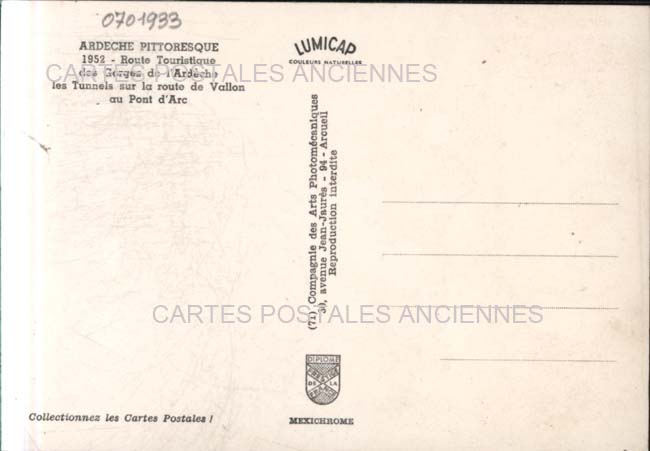 0701933
ARDECHE PITTORESQUE
1952 - Route Touristique
des Gorges de l'Ardèche
les Tunnels sur la route de Vallon
au Pont d'Arc
LUMICAP
COULEURS NATURELLES
CARTES POSTALES ANCIENNES
(71) Compagnie des Arts Photomécaniques
30, avenue Jean-Jaurès - 94 - Arcueil
Reproduction interdite
CARTES POSTALES ANCIENNES
DIPLOME
DE LA
Collectionnez les Cartes Postales !
MEXICHROME